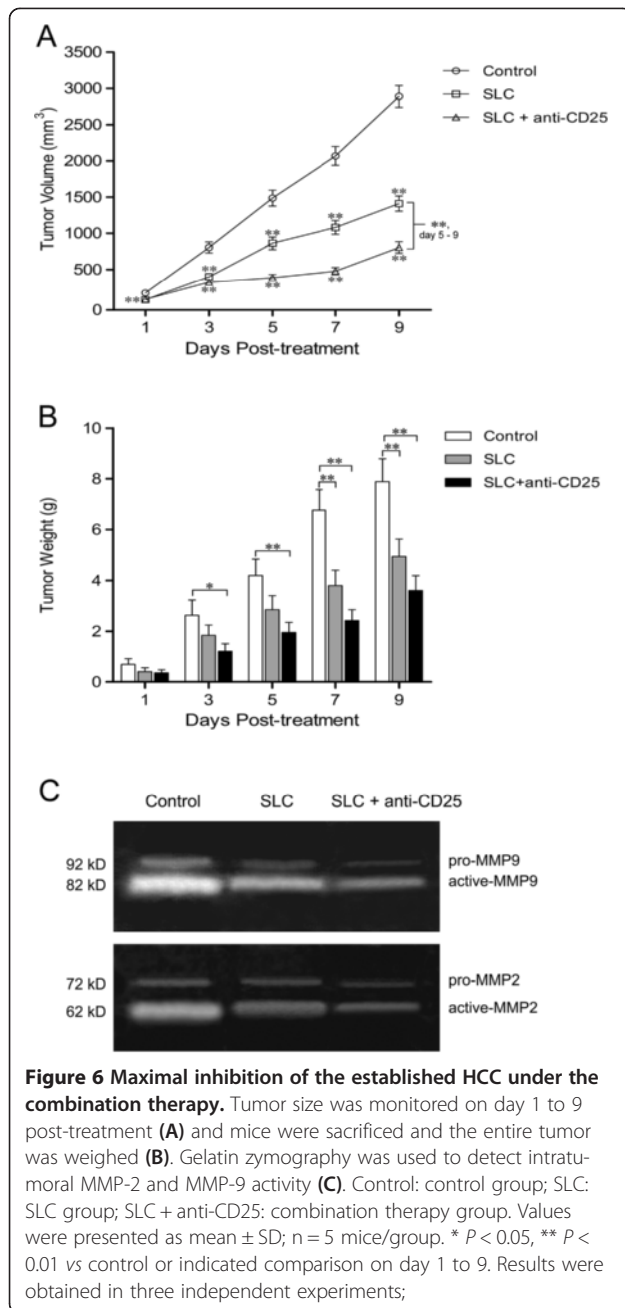 A
Tumor Volume (mm3)
3500
3000
2500
2000
1500
1000
500
0
**
**
**
**
**
**
**
**
**
**, day 5 - 9
Control
SLC
SLC + anti-CD25
1 3 5 7 9
Days Post-treatment
B
Tumor Weight (g)
10
8
6
4
2
0
*
**
**
**
**
**
Control
SLC
SLC+anti-CD25
1 3 5 7 9
Days Post-treatment
C
Control SLC SLC + anti-CD25
92 kD pro-MMP9
82 kD active-MMP9
72 kD pro-MMP2
62 kD active-MMP2
Figure 6 Maximal inhibition of the established HCC under the
combination therapy. Tumor size was monitored on day 1 to 9
post-treatment (A) and mice were sacrificed and the entire tumor
was weighed (B). Gelatin zymography was used to detect intratu-
moral MMP-2 and MMP-9 activity (C). Control: control group; SLC:
SLC group; SLC + anti-CD25: combination therapy group. Values
were presented as mean ± SD; n = 5 mice/group. * P < 0.05, ** P <
0.01 vs control or indicated comparison on day 1 to 9. Results were
obtained in three independent experiments;